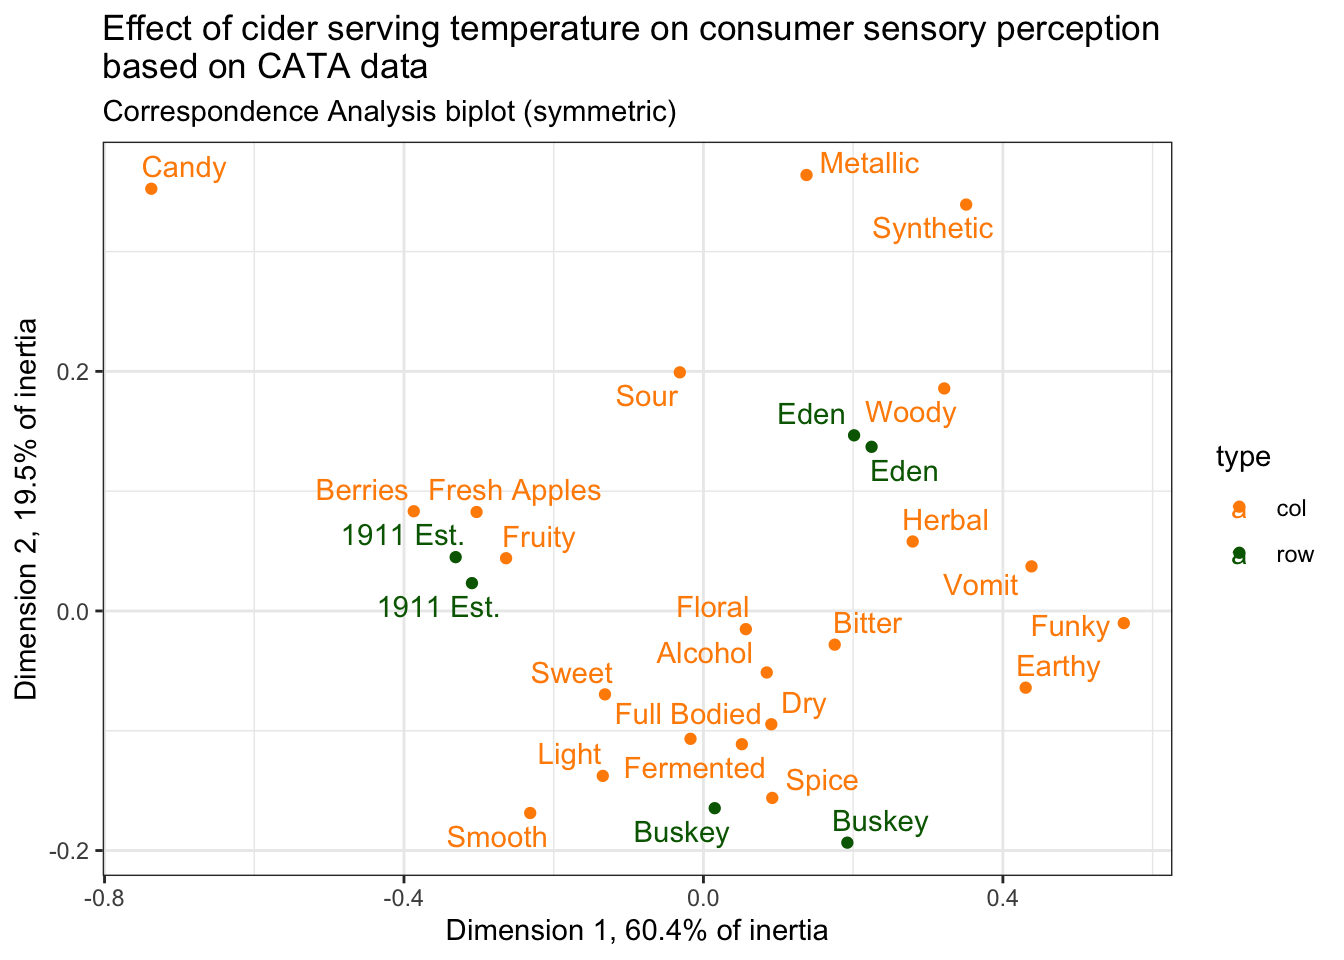 Effect of cider serving temperature on consumer sensory perception
based on CATA data
Correspondence Analysis biplot (symmetric)
Candy
Metallic
Synthetic
Sour
Woody
Eden
Eden
Berries
Fresh Apples
1911 Est.
Fruity
Herbal
Vomit
1911 Est.
Floral
Bitter
Funky
Alcohol
Earthy
Sweet
Dry
Full Bodied
Light
Fermented
Spice
Smooth
Buskey
Buskey
0.2
0.0
-0.2
-0.8
-0.4
0.0
0.4
Dimension 1, 60.4% of inertia
Dimension 2, 19.5% of inertia
type
a col
a row